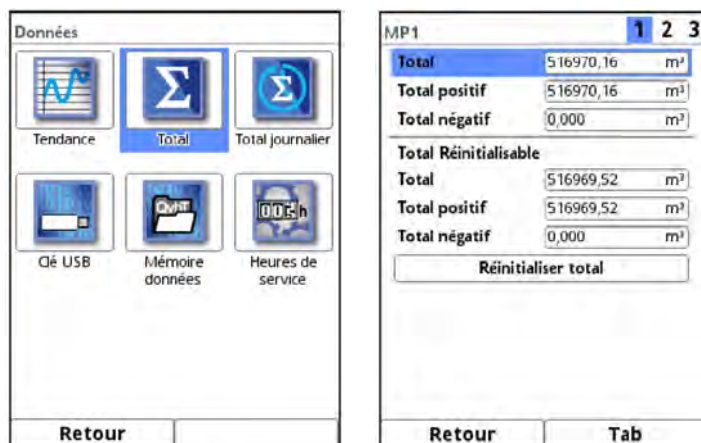 Données
Tendance
Total
Total journalier
Clé USB
Mémoire données
Heures de service
Retour
MP1
1 2 3
Total 516970,16 m³
Total positif 516970,16 m³
Total négatif 0,000 m³
Total Réinitialisable
Total 516969,52 m³
Total positif 516969,52 m³
Total négatif 0,000 m³
Réinitialiser total
Retour Tab